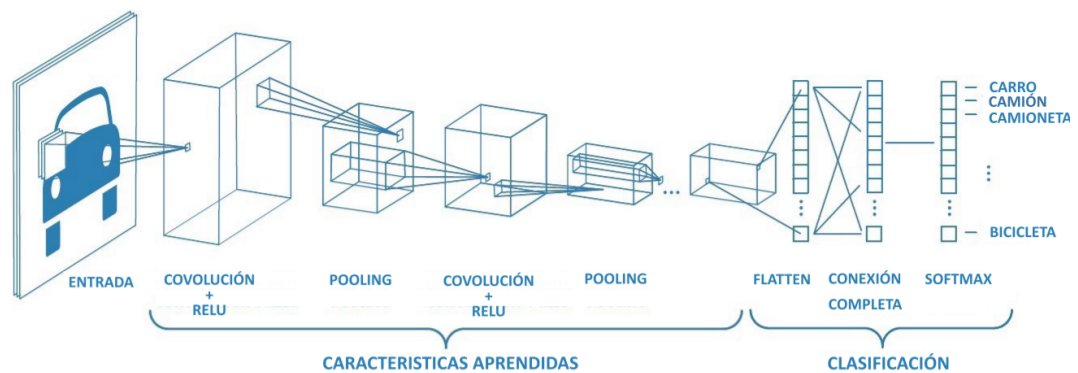 CARRO
CAMIÓN
CAMIONETA
BICICLETA
ENTRADA
COVOLUCIÓN
+
RELU
POOLING
COVOLUCIÓN
+
RELU
POOLING
FLATTEN
CONEXIÓN
COMPLETA
SOFTMAX
CARACTERISTICAS APRENDIDAS
CLASIFICACIÓN